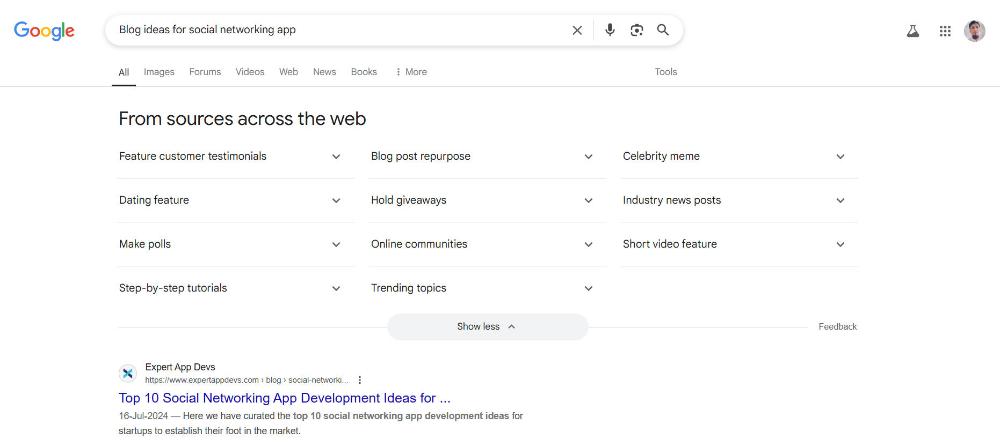 Google
Blog ideas for social networking app
All Images Forums Videos Web News Books More Tools
From sources across the web
Feature customer testimonials Blog post repurpose Celebrity meme
Dating feature Hold giveaways Industry news posts
Make polls Online communities Short video feature
Step-by-step tutorials Trending topics
Show less Feedback
Expert App Devs
https://www.expertappdevs.com › blog › social-networki...
Top 10 Social Networking App Development Ideas for ...
16-Jul-2024 — Here we have curated the top 10 social networking app development ideas for
startups to establish their foot in the market.